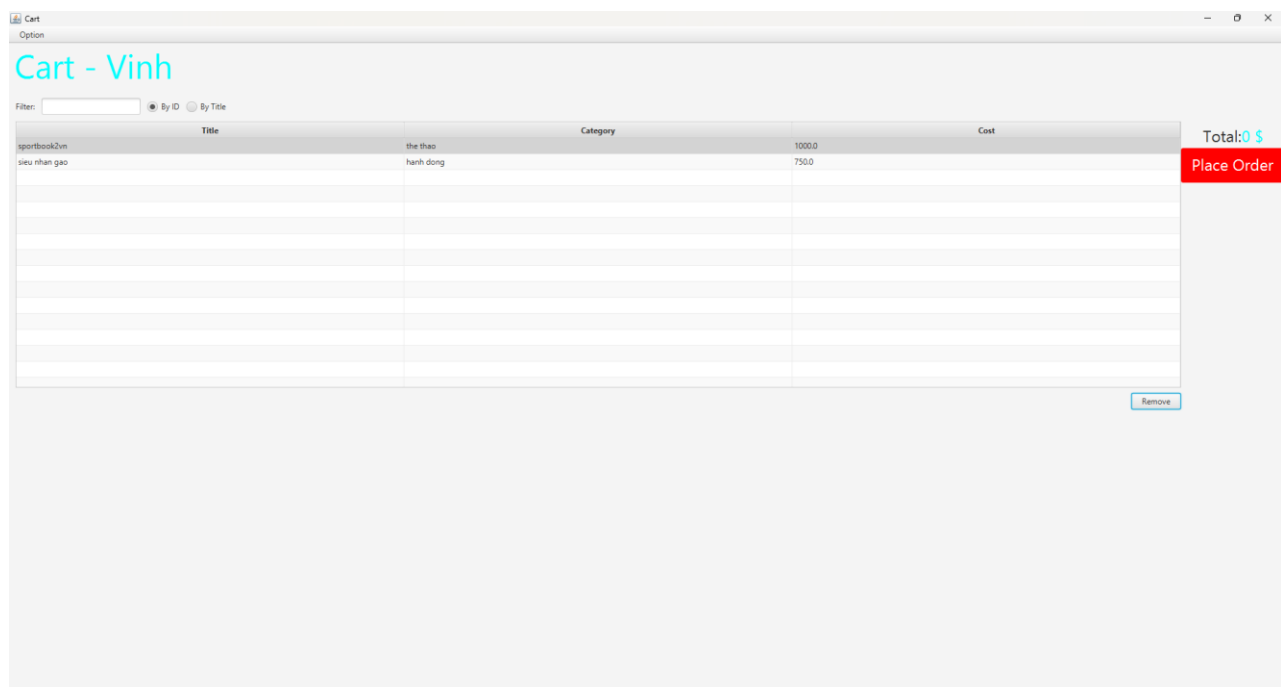 Cart
Option
Cart - Vinh
Filter: By ID By Title
Title Category Cost
sportbook2vn the thao 1000.0
sieu nhan gao hanh dong 750.0
Total:0 $
Place Order
Remove